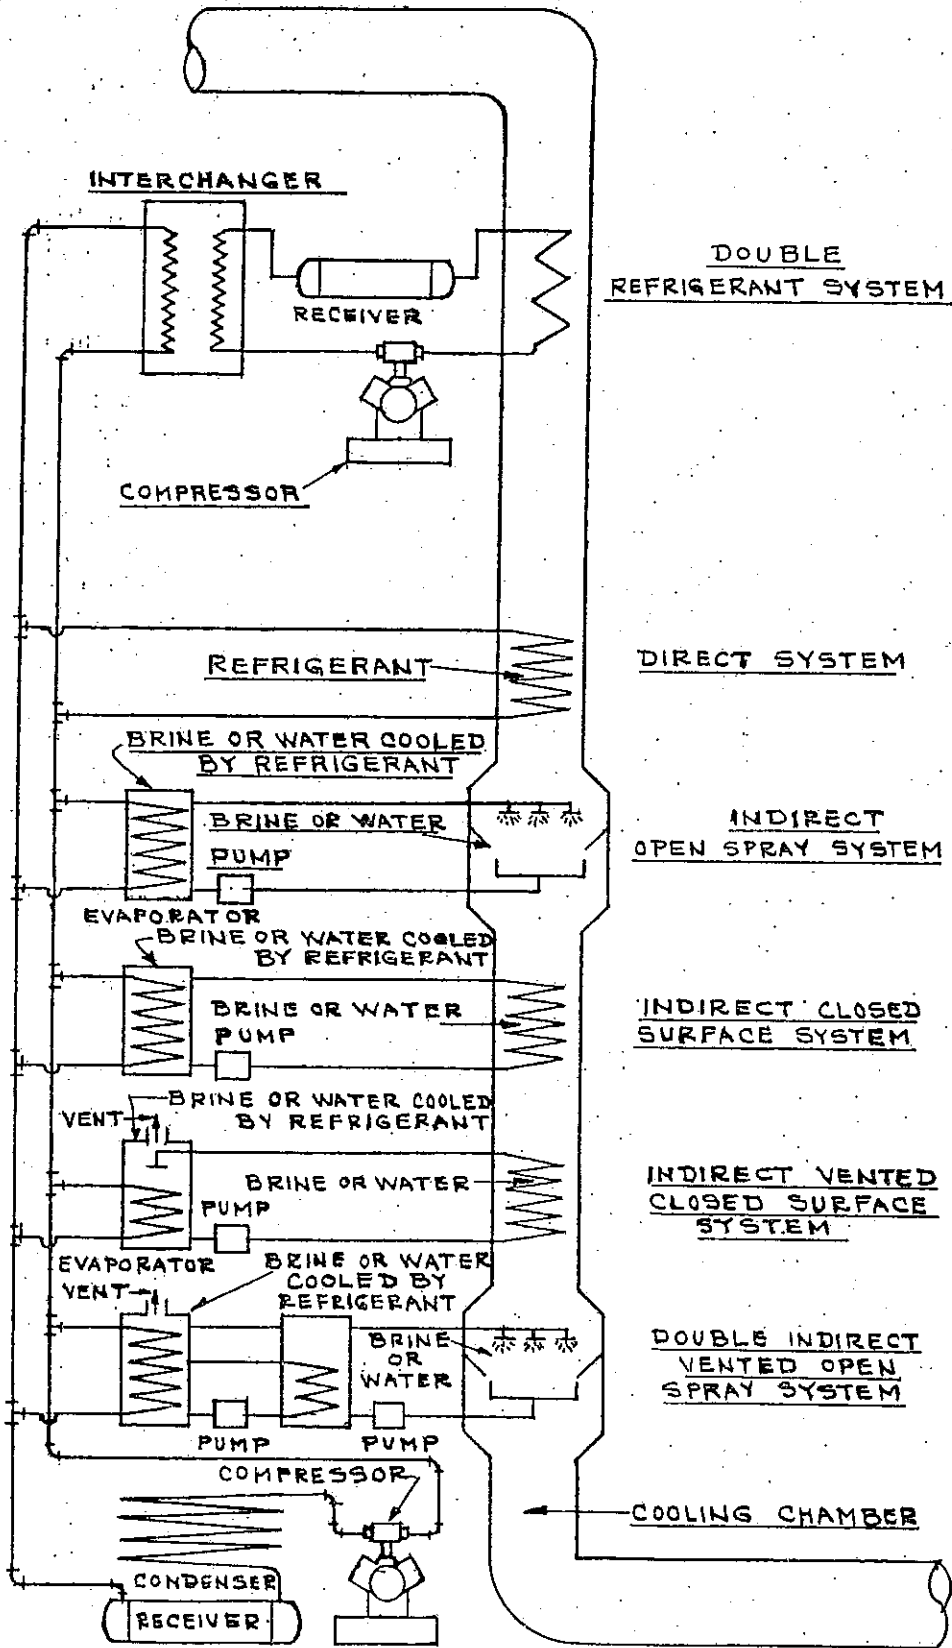 INTERCHANGER
DOUBLE
REFRIGERANT SYSTEM
RECEIVER
COMPRESSOR
REFRIGERANT
DIRECT SYSTEM
BRINE OR WATER COOLED
BY REFRIGERANT
BRINE OR WATER
PUMP
INDIRECT
OPEN SPRAY SYSTEM
EVAPORATOR
BRINE OR WATER COOLED
BY REFRIGERANT
BRINE OR WATER
PUMP
INDIRECT CLOSED
SURFACE SYSTEM
BRINE OR WATER COOLED
BY REFRIGERANT
VENT
BRINE OR WATER
PUMP
INDIRECT VENTED
CLOSED SURFACE
SYSTEM
EVAPORATOR
BRINE OR WATER
COOLED BY
REFRIGERANT
VENT
BRINE
OR
WATER
DOUBLE INDIRECT
VENTED OPEN
SPRAY SYSTEM
PUMP
PUMP
COMPRESSOR
COOLING CHAMBER
CONDENSER
RECEIVER